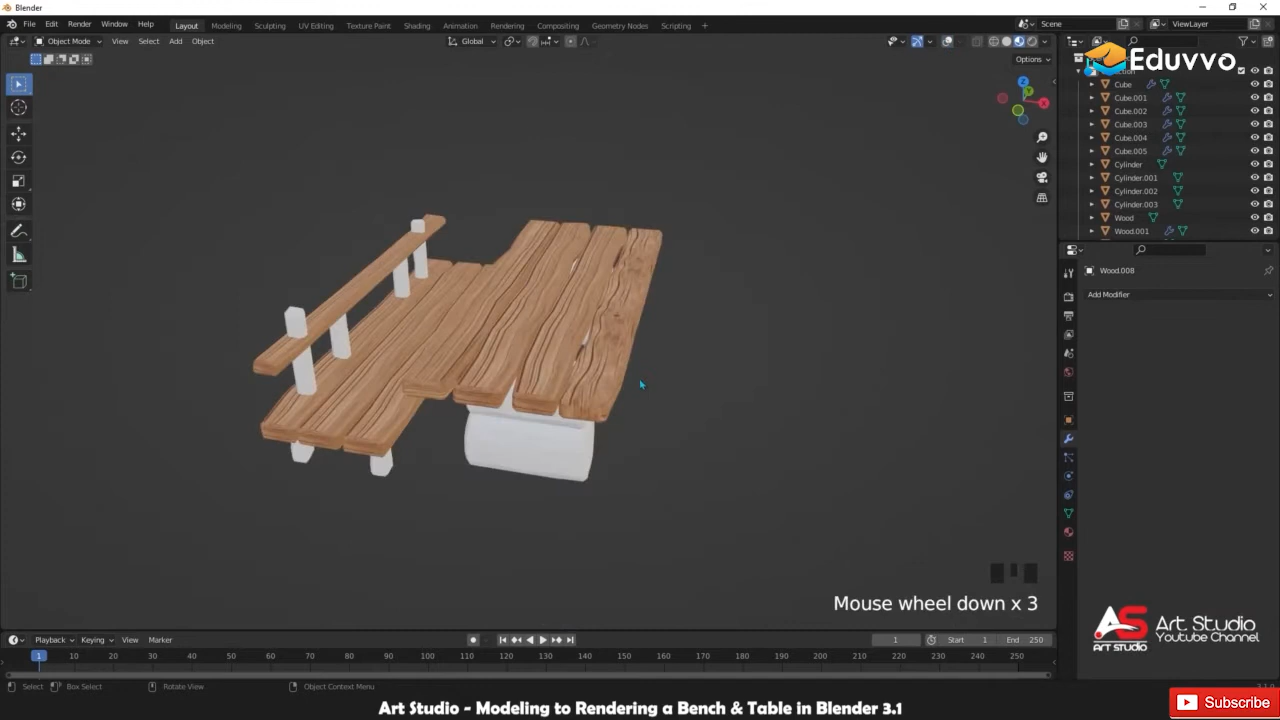 Blender
File Edit Render Window Help
Layout Modeling Sculpting UV Editing Texture Paint Shading Animation Rendering Compositing Geometry Nodes Scripting +
Scene
ViewLayer
Object Mode View Select Add Object
Global
Options
Eduvvo
Z
Y
X
Cube
Cube.001
Cube.002
Cube.003
Cube.004
Cube.005
Cylinder
Cylinder.001
Cylinder.002
Cylinder.003
Wood
Wood.001
Wood.008
Add Modifier
Mouse wheel down x 3
AS
ART STUDIO
Art Studio
Youtube Channel
Playback Keying View Marker
1 Start 1 End 250
1 10 20 30 40 50 60 70 80 90 100 110 120 130 140 150 160 170 180 190 200 210 220 230 240 250
Select Box Select Rotate View Object Context Menu
Art Studio - Modeling to Rendering a Bench & Table in Blender 3.1
Subscribe